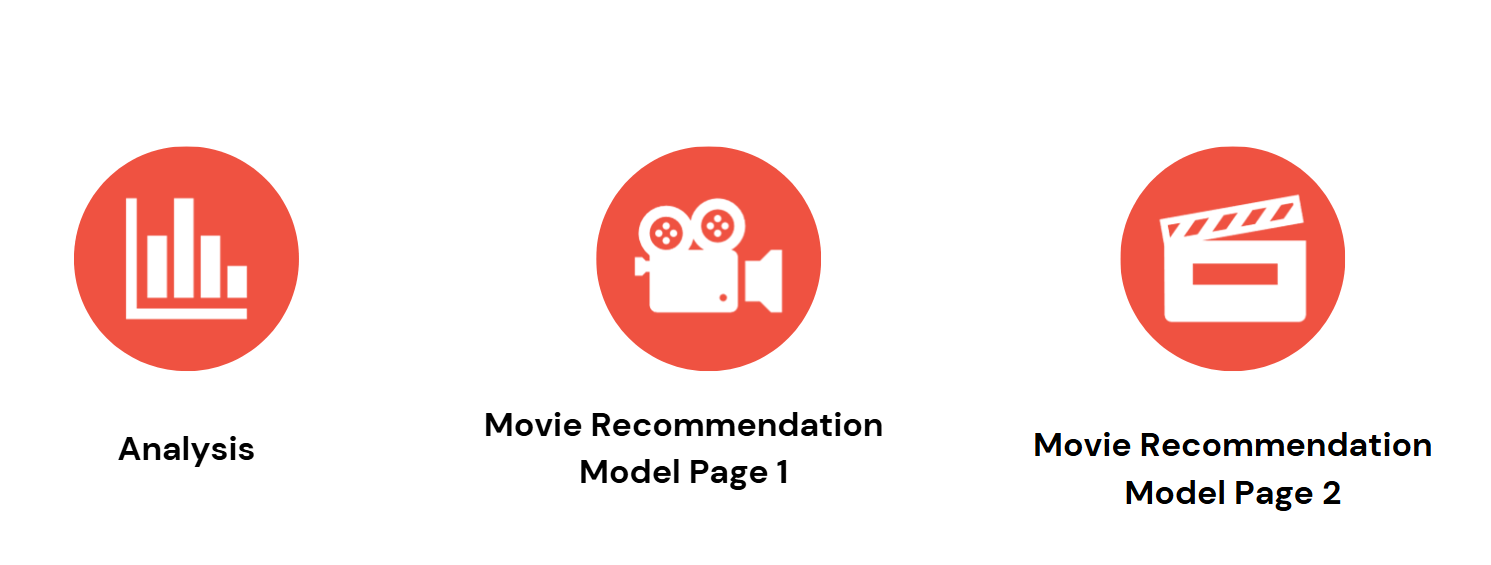 Analysis
Movie Recommendation
Model Page 1
Movie Recommendation
Model Page 2